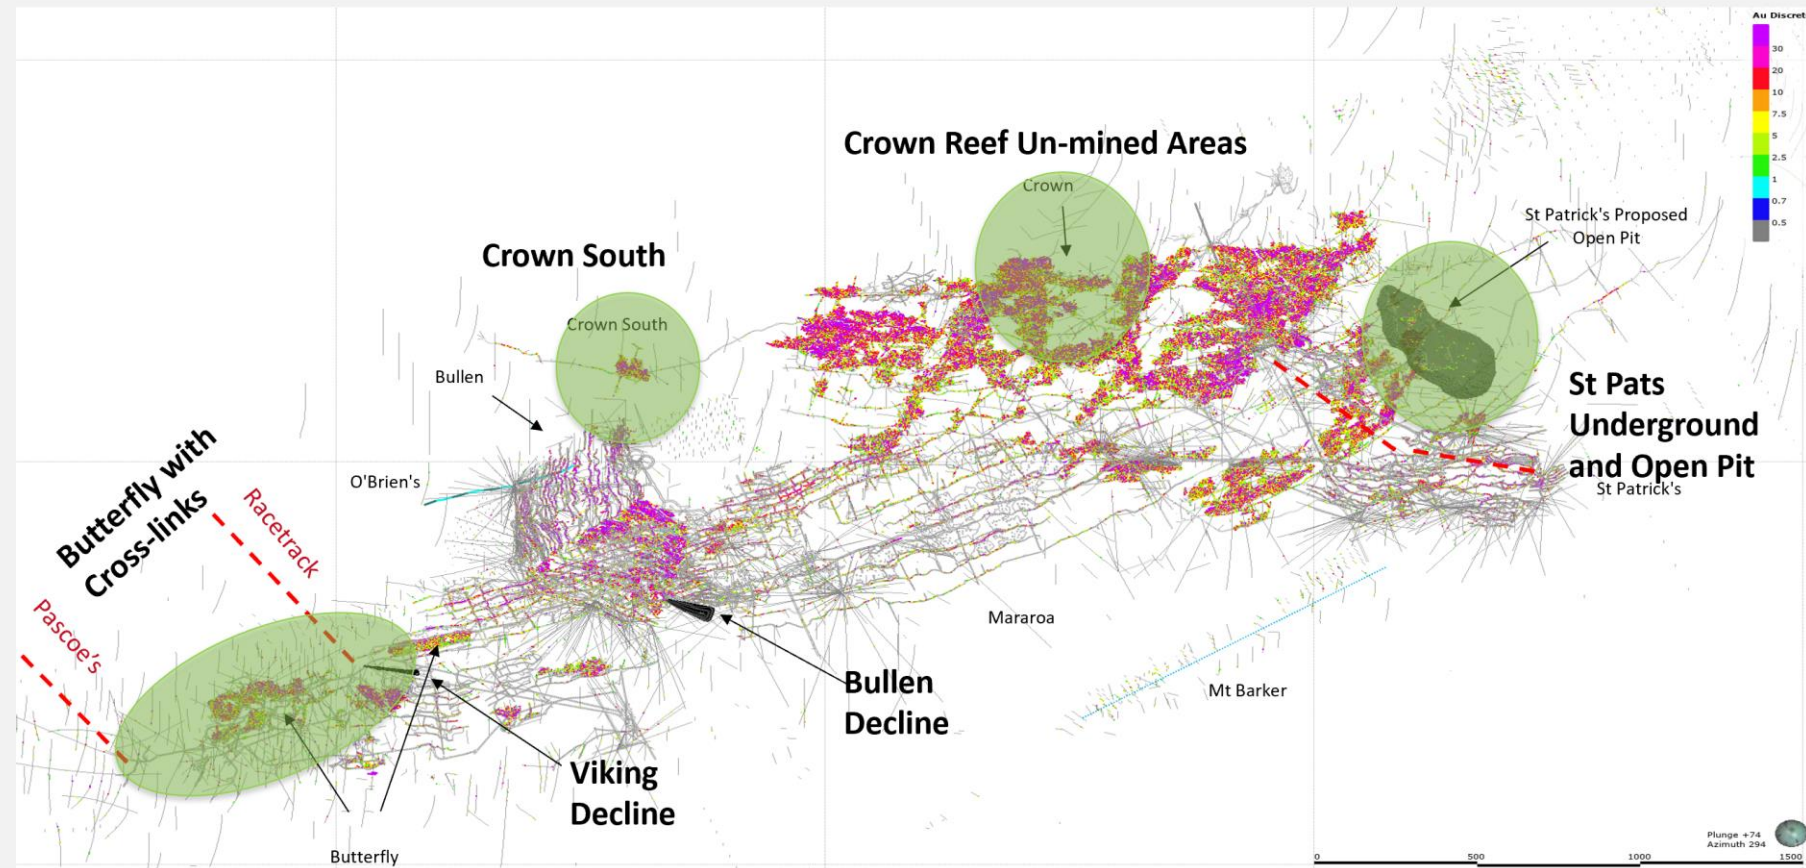 Au Discret
30
20
10
7.5
5
2.5
1
0.7
0.5
Crown Reef Un-mined Areas
Crown
St Patrick's Proposed
Open Pit
Crown South
Crown South
Bullen
St Pats
Underground
and Open Pit
St Patrick's
O'Brien's
Butterfly with
Cross-links
Racetrack
Pascoe's
Mararoa
Bullen
Decline
Mt Barker
Viking
Decline
Butterfly
Plunge +74
Azimuth 294
0
500
1000
1500